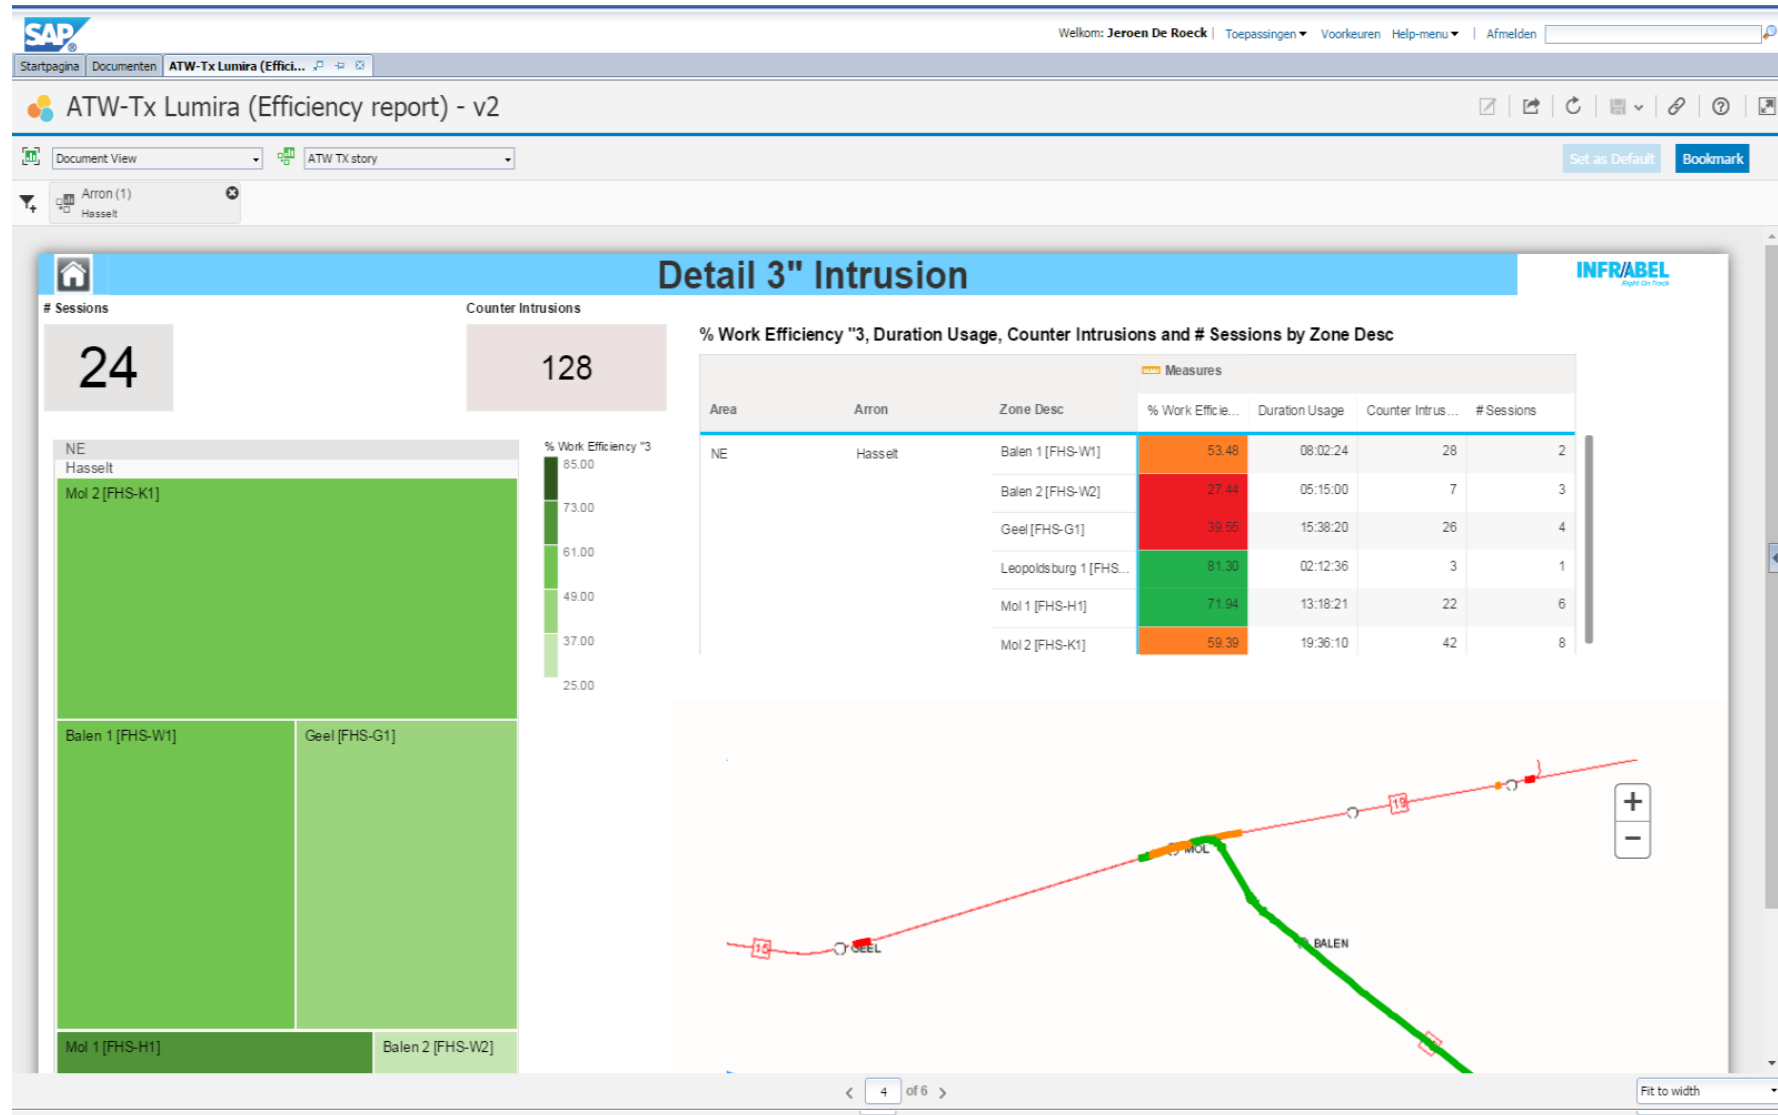 SAP
Welkom: Jeroen De Roeck | Toepassingen Voorkeuren Help-menu | Afmelden
Startpagina Documenten ATW-Tx Lumira (Effici...
ATW-Tx Lumira (Efficiency report) - v2
Document View ATW TX story Set as Default Bookmark
Arron (1)
Hasselt
Detail 3" Intrusion
INFRABEL
Right On Track
# Sessions Counter Intrusions
24 128
% Work Efficiency "3, Duration Usage, Counter Intrusions and # Sessions by Zone Desc
Measures
Area Arron Zone Desc % Work Efficie... Duration Usage Counter Intrus... # Sessions
NE Hasselt Balen 1 [FHS-W1] 53.48 08:02:24 28 2
Balen 2 [FHS-W2] 27.44 05:15:00 7 3
Geel [FHS-G1] 39.55 15:38:20 26 4
Leopoldsburg 1 [FHS... 81.30 02:12:36 3 1
Mol 1 [FHS-H1] 71.94 13:18:21 22 6
Mol 2 [FHS-K1] 59.39 19:36:10 42 8
NE
Hasselt
Mol 2 [FHS-K1]
Balen 1 [FHS-W1] Geel [FHS-G1]
Mol 1 [FHS-H1] Balen 2 [FHS-W2]
% Work Efficiency "3
85.00
73.00
61.00
49.00
37.00
25.00
19
MOL
15
GEEL
BALEN
+
−
4 of 6
Fit to width